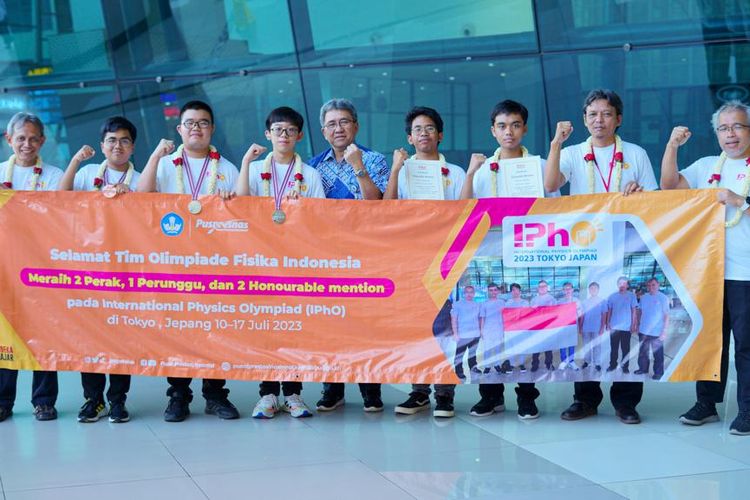 Puspresnas
Selamat Tim Olimpiade Fisika Indonesia
Meraih 2 Perak, 1 Perunggu, dan 2 Honourable mention
pada International Physics Olympiad (IPhO)
di Tokyo , Jepang 10-17 Juli 2023
IPhO
INTERNATIONAL PHYSICS OLYMPIAD
2023 TOKYO JAPAN